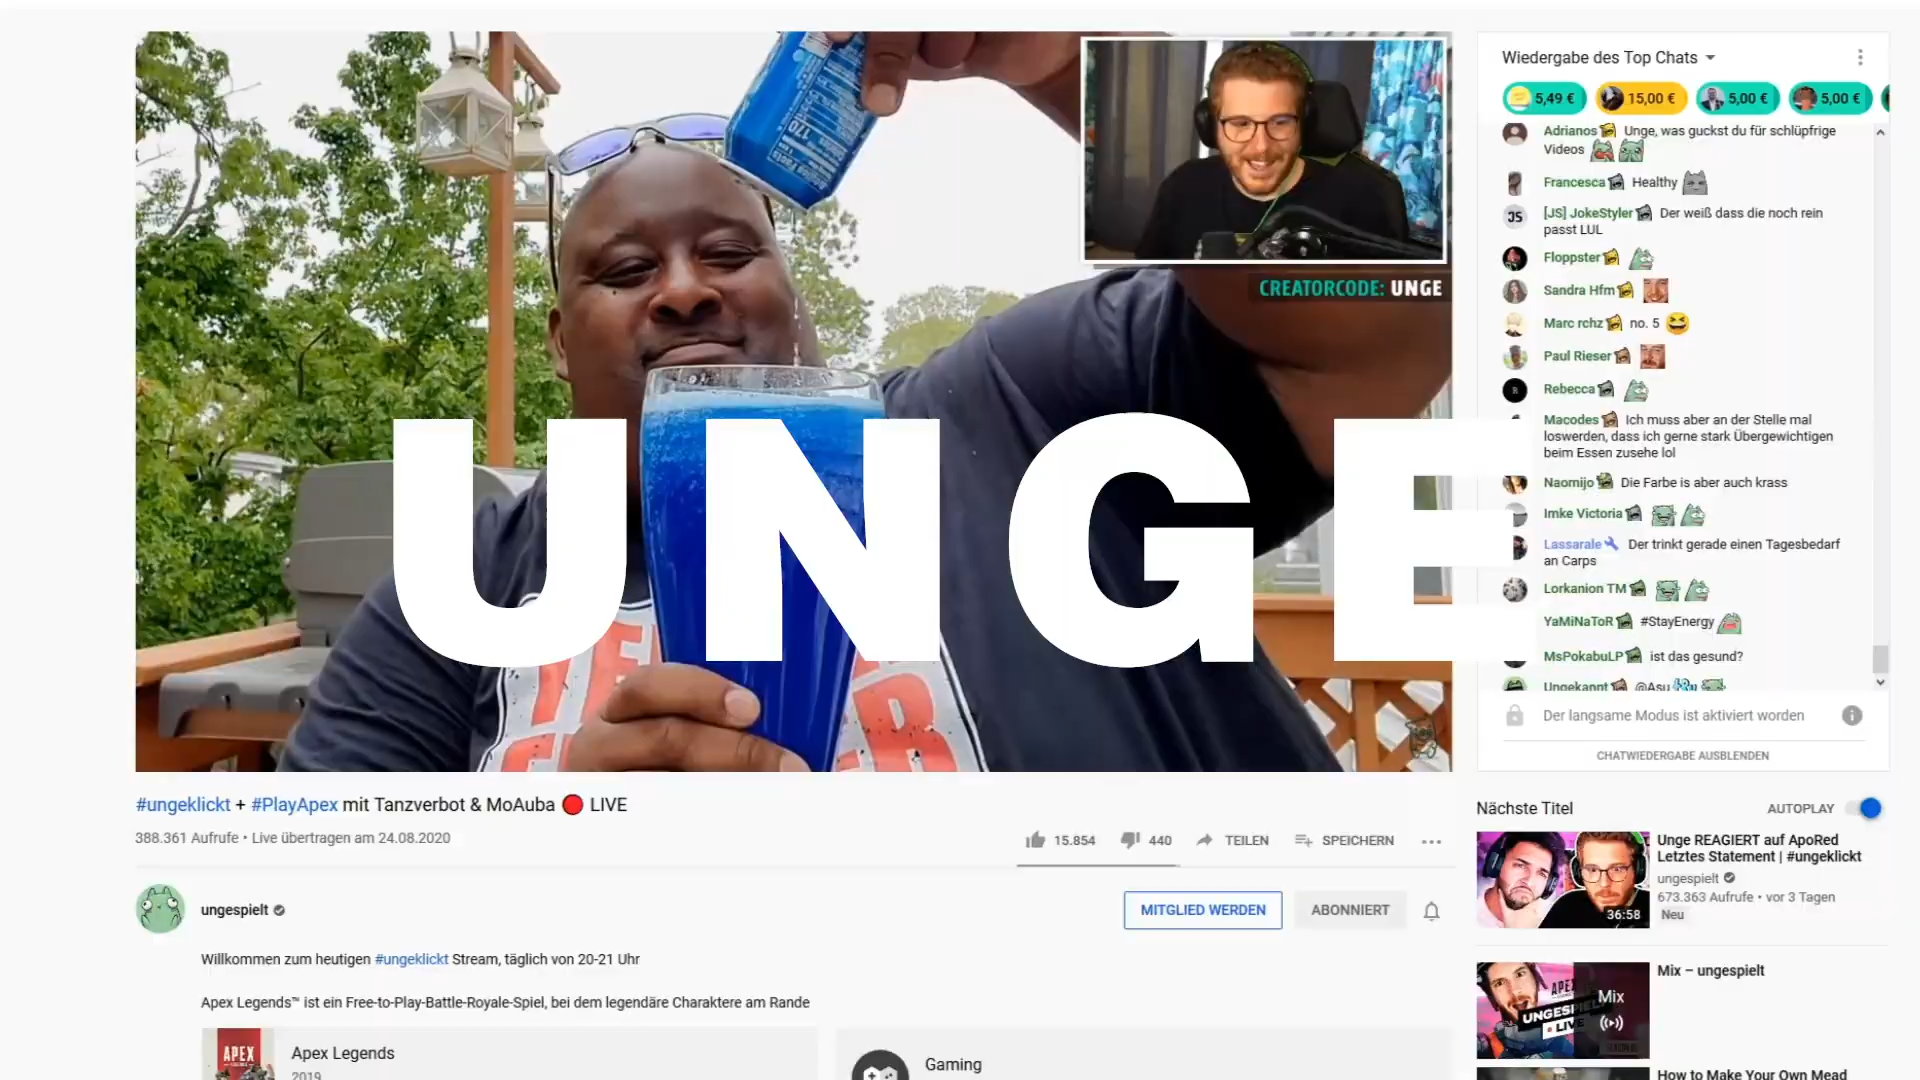 Wiedergabe des Top Chats
5,49 €
15,00 €
5,00 €
5,00 €
Adrianos Unge, was guckst du für schlüpfrige
Videos
Francesca Healthy
JS
[JS] JokeStyler Der weiß dass die noch rein
passt LUL
Floppster
Sandra Hfm
Marc rchz no. 5
Paul Rieser
R
Rebecca
Macodes Ich muss aber an der Stelle mal
loswerden, dass ich gerne stark Übergewichtigen
beim Essen zusehe lol
Naomijo Die Farbe is aber auch krass
Imke Victoria
Lassarale Der trinkt gerade einen Tagesbedarf
an Carps
Lorkanion TM
YaMiNaToR #StayEnergy
MsPokabuLP ist das gesund?
Ungekannt @Asu
Der langsame Modus ist aktiviert worden
CHATWIEDERGABE AUSBLENDEN
170
CREATORCODE: UNGE
UNGE
#ungeklickt + #PlayApex mit Tanzverbot & MoAuba LIVE
388.361 Aufrufe • Live übertragen am 24.08.2020
15.854
440
TEILEN
SPEICHERN
ungespielt
MITGLIED WERDEN
ABONNIERT
Willkommen zum heutigen #ungeklickt Stream, täglich von 20-21 Uhr
Apex Legends™ ist ein Free-to-Play-Battle-Royale-Spiel, bei dem legendäre Charaktere am Rande
APEX
Apex Legends
2019
Gaming
Nächste Titel
AUTOPLAY
36:58
Unge REAGIERT auf ApoRed
Letztes Statement | #ungeklickt
ungespielt
673.363 Aufrufe • vor 3 Tagen
Neu
APEX
UNGESPIELT
LIVE
Mix
Mix – ungespielt
How to Make Your Own Mead